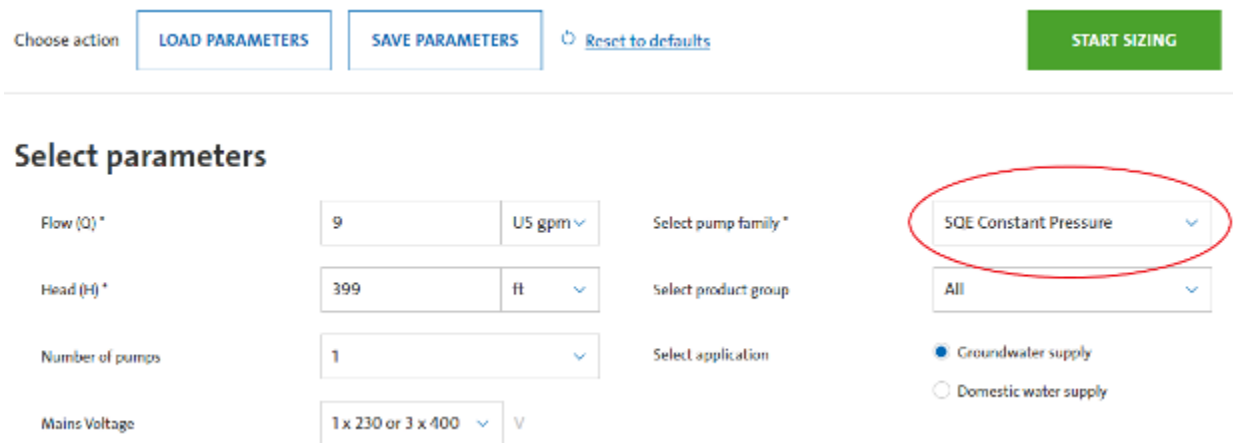 Choose action LOAD PARAMETERS SAVE PARAMETERS Reset to defaults START SIZING
Select parameters
Flow (Q) * 9 US gpm Select pump family * SQE Constant Pressure
Head (H) * 399 ft Select product group All
Number of pumps 1 Select application Groundwater supply
Domestic water supply
Mains Voltage 1 x 230 or 3 x 400 V